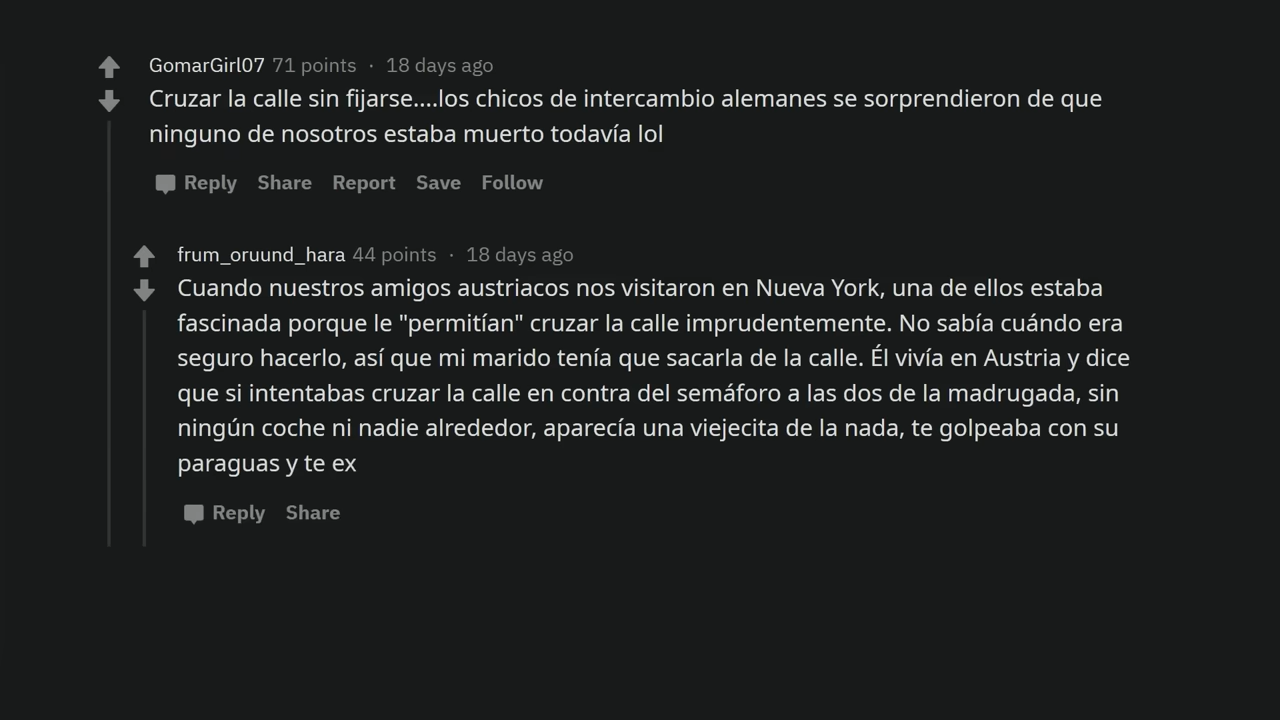 GomarGirl07 71 points · 18 days ago
Cruzar la calle sin fijarse....los chicos de intercambio alemanes se sorprendieron de que
ninguno de nosotros estaba muerto todavía lol
Reply Share Report Save Follow
frum_oruund_hara 44 points · 18 days ago
Cuando nuestros amigos austriacos nos visitaron en Nueva York, una de ellos estaba
fascinada porque le "permitían" cruzar la calle imprudentemente. No sabía cuándo era
seguro hacerlo, así que mi marido tenía que sacarla de la calle. Él vivía en Austria y dice
que si intentabas cruzar la calle en contra del semáforo a las dos de la madrugada, sin
ningún coche ni nadie alrededor, aparecía una viejecita de la nada, te golpeaba con su
paraguas y te ex
Reply Share